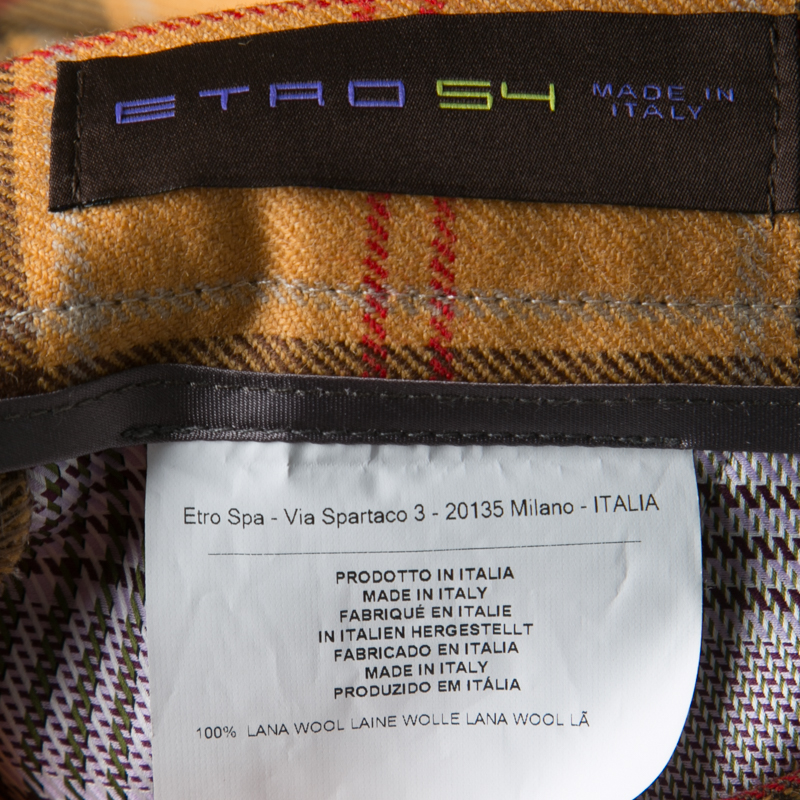 ETRO 54 MADE IN
ITALY
Etro Spa - Via Spartaco 3 - 20135 Milano - ITALIA
PRODOTTO IN ITALIA
MADE IN ITALY
FABRIQUÉ EN ITALIE
IN ITALIEN HERGESTELLT
FABRICADO EN ITALIA
MADE IN ITALY
PRODUZIDO EM ITÁLIA
100% LANA WOOL LAINE WOLLE LANA WOOL LÃ